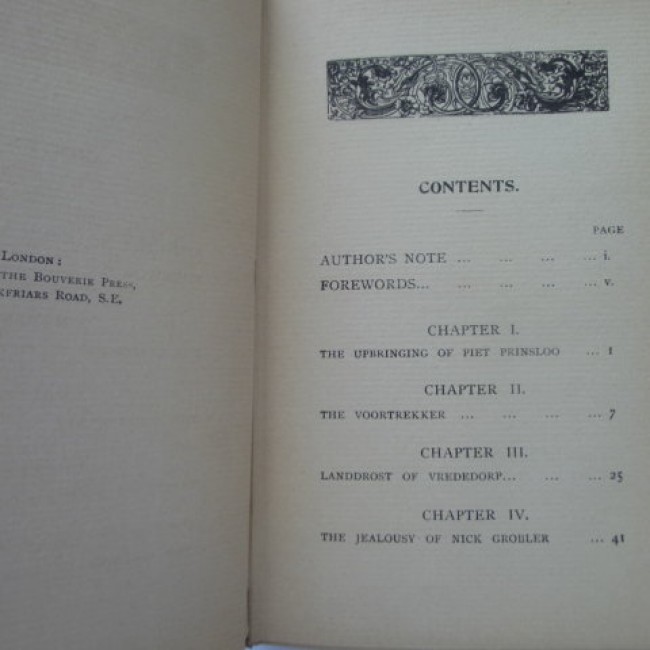 LONDON:
THE BOUVERIE PRESS,
KFRIARS ROAD, S.E.
CONTENTS.
PAGE
AUTHOR'S NOTE ... ... ... ... i.
FOREWORDS... ... ... ... ... v.
CHAPTER I.
THE UPBRINGING OF PIET PRINSLOO ... 1
CHAPTER II.
THE VOORTREKKER ... ... ... ... 7
CHAPTER III.
LANDDROST OF VREDEDORP... ... ... 25
CHAPTER IV.
THE JEALOUSY OF NICK GROBLER ... 41